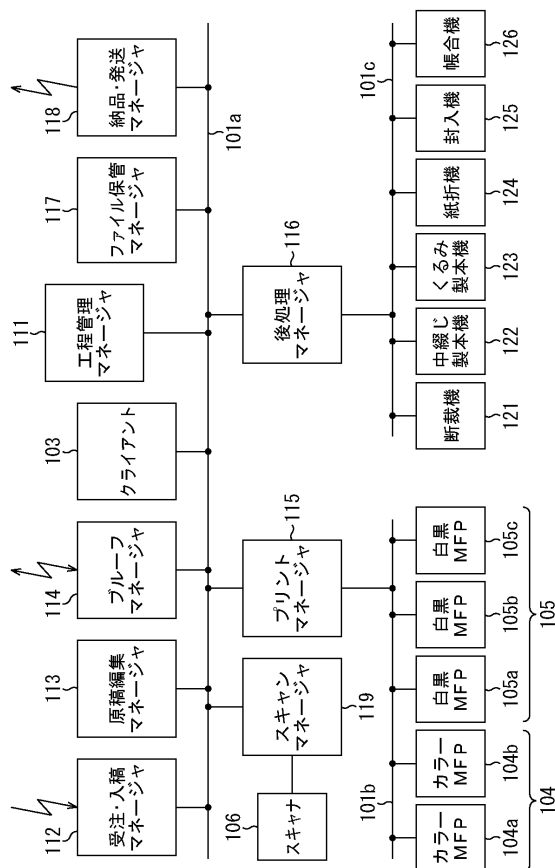 112
受注・入稿
マネージャ
113
原稿編集
マネージャ
114
プルーフ
マネージャ
103
クライアント
111
工程管理
マネージャ
117
ファイル保管
マネージャ
118
納品・発送
マネージャ
101a
106
スキャナ
スキャンマネージャ
119
115
プリント
マネージャ
116
後処理
マネージャ
101b
101c
カラー
MFP
カラー
MFP
白黒
MFP
白黒
MFP
白黒
MFP
104a
104b
105a
105b
105c
104
105
断裁機
中綴じ
製本機
くるみ
製本機
紙折機
封入機
帳合機
121
122
123
124
125
126